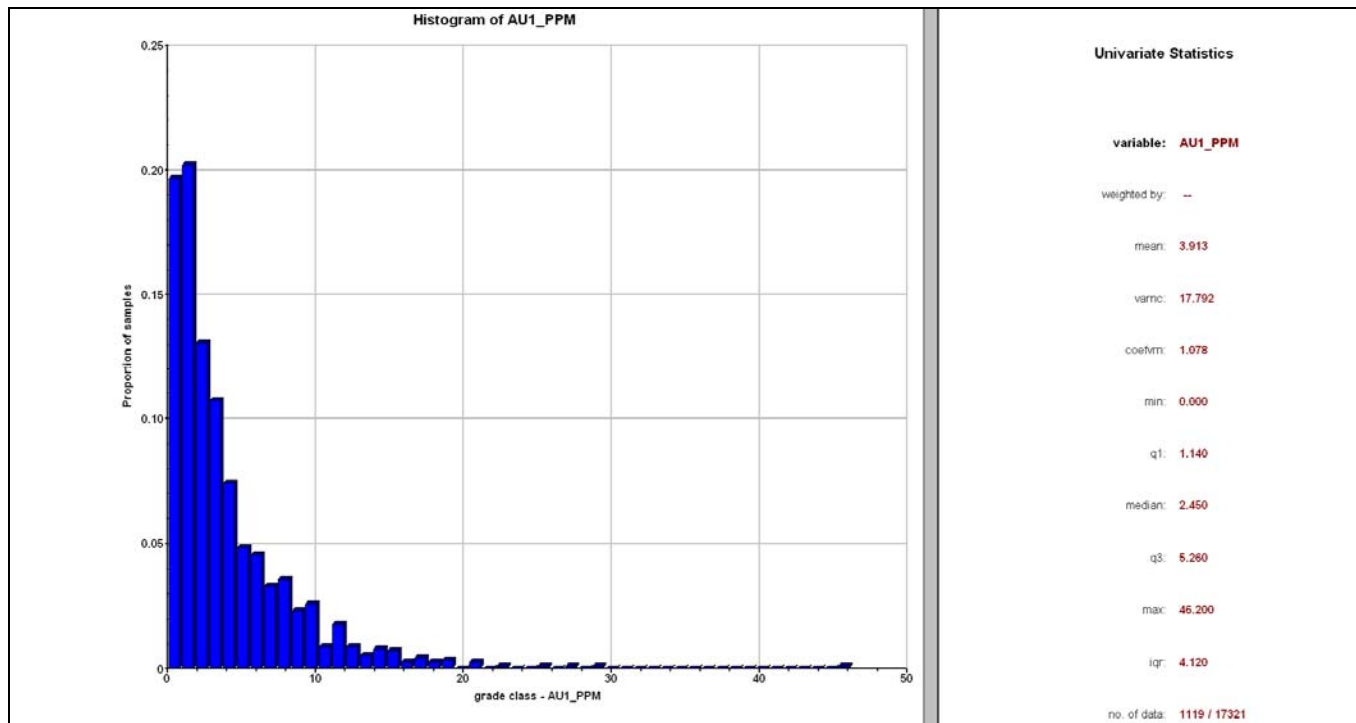 Histogram of AU1_PPM
0.25
0.20
0.15
0.10
0.05
0
Proportion of samples
0
10
20
30
40
50
grade class - AU1_PPM
Univariate Statistics
variable: AU1_PPM
weighted by: --
mean: 3.913
varnc: 17.792
coefvrn: 1.078
min: 0.000
q1: 1.140
median: 2.450
q3: 5.260
max: 46.200
iqr: 4.120
no. of data: 1119 / 17321